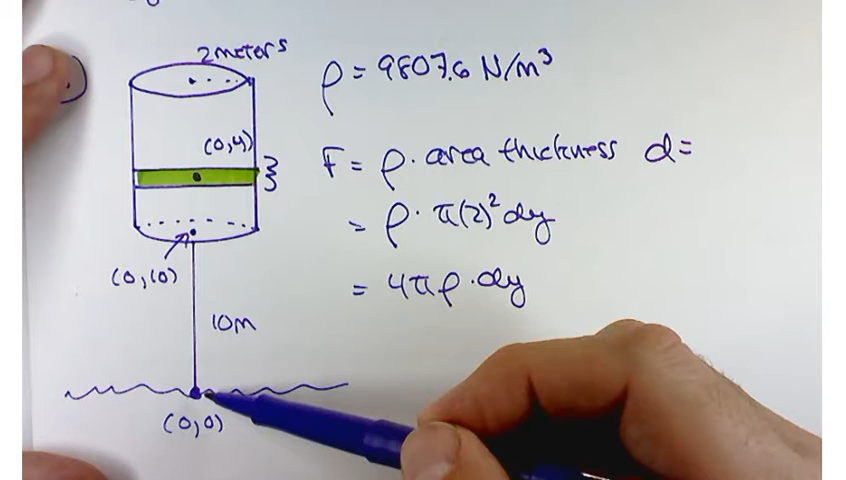 2 meters
ρ = 9807.6 N/m³
(0,4)
F = ρ · area thickness d =
= ρ · π(2)² dy
(0,10)
= 4πρ · dy
10m
(0,0)